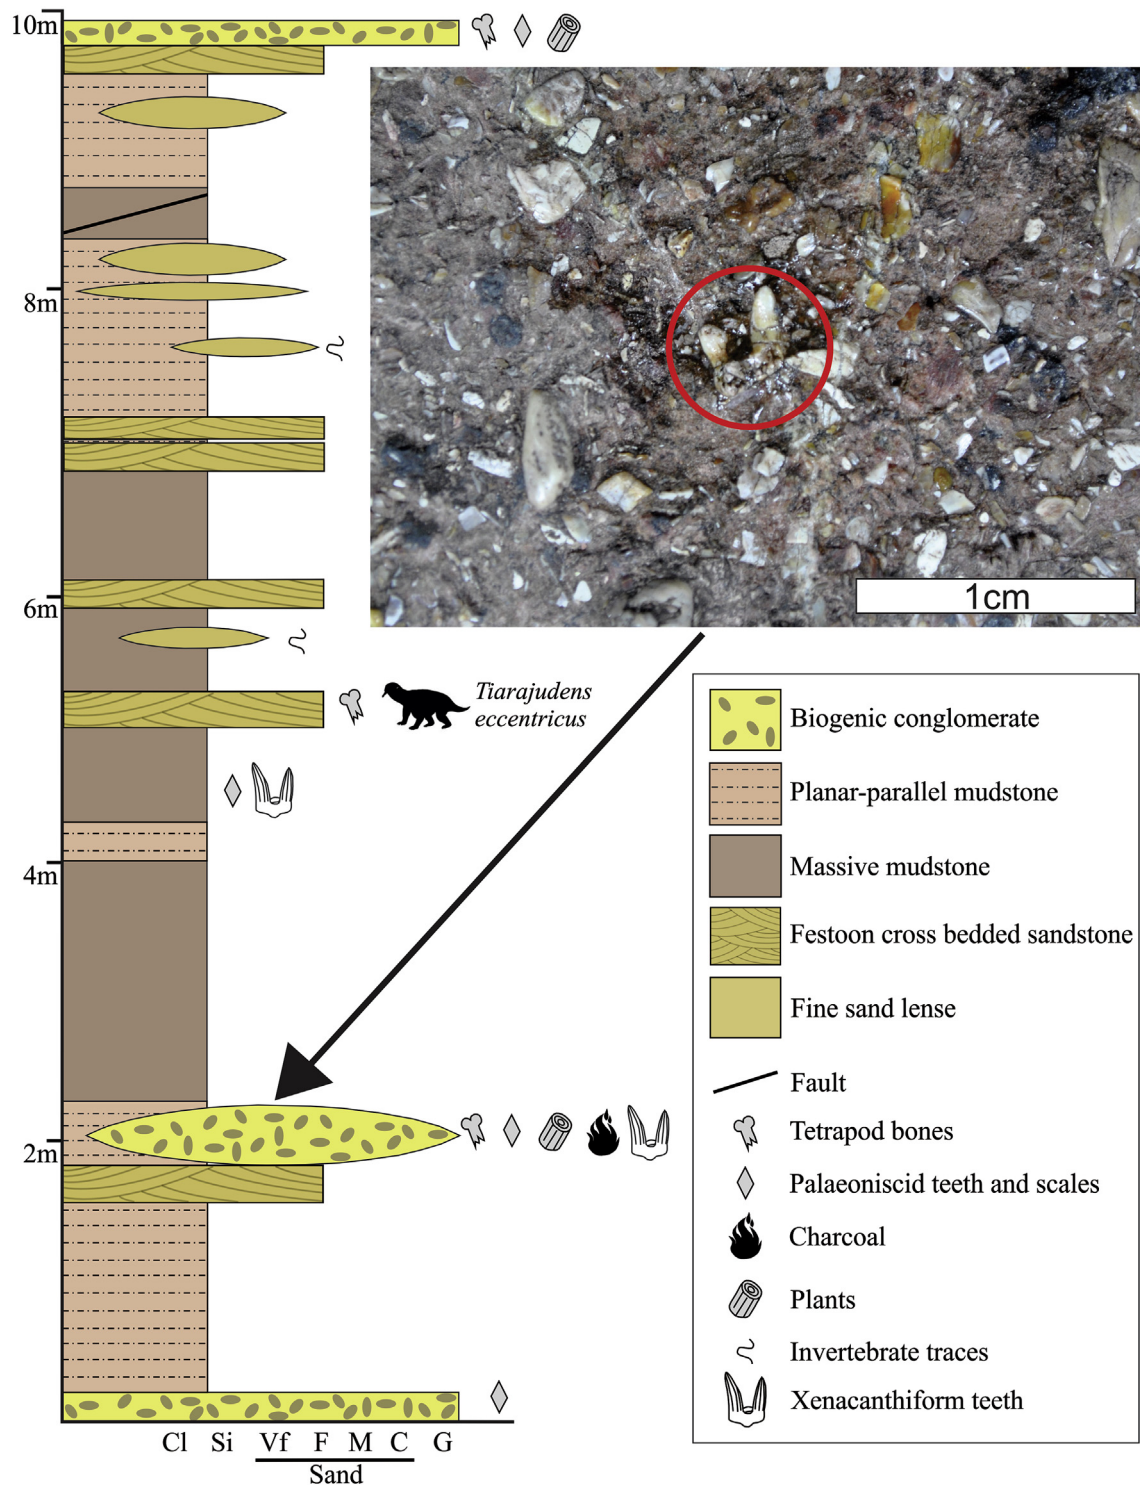 10m
8m
6m
4m
2m
1cm
Tiarajudens
eccentricus
Biogenic conglomerate
Planar-parallel mudstone
Massive mudstone
Festoon cross bedded sandstone
Fine sand lense
Fault
Tetrapod bones
Palaeoniscid teeth and scales
Charcoal
Plants
Invertebrate traces
Xenacanthiform teeth
Cl Si Vf F M C G
Sand